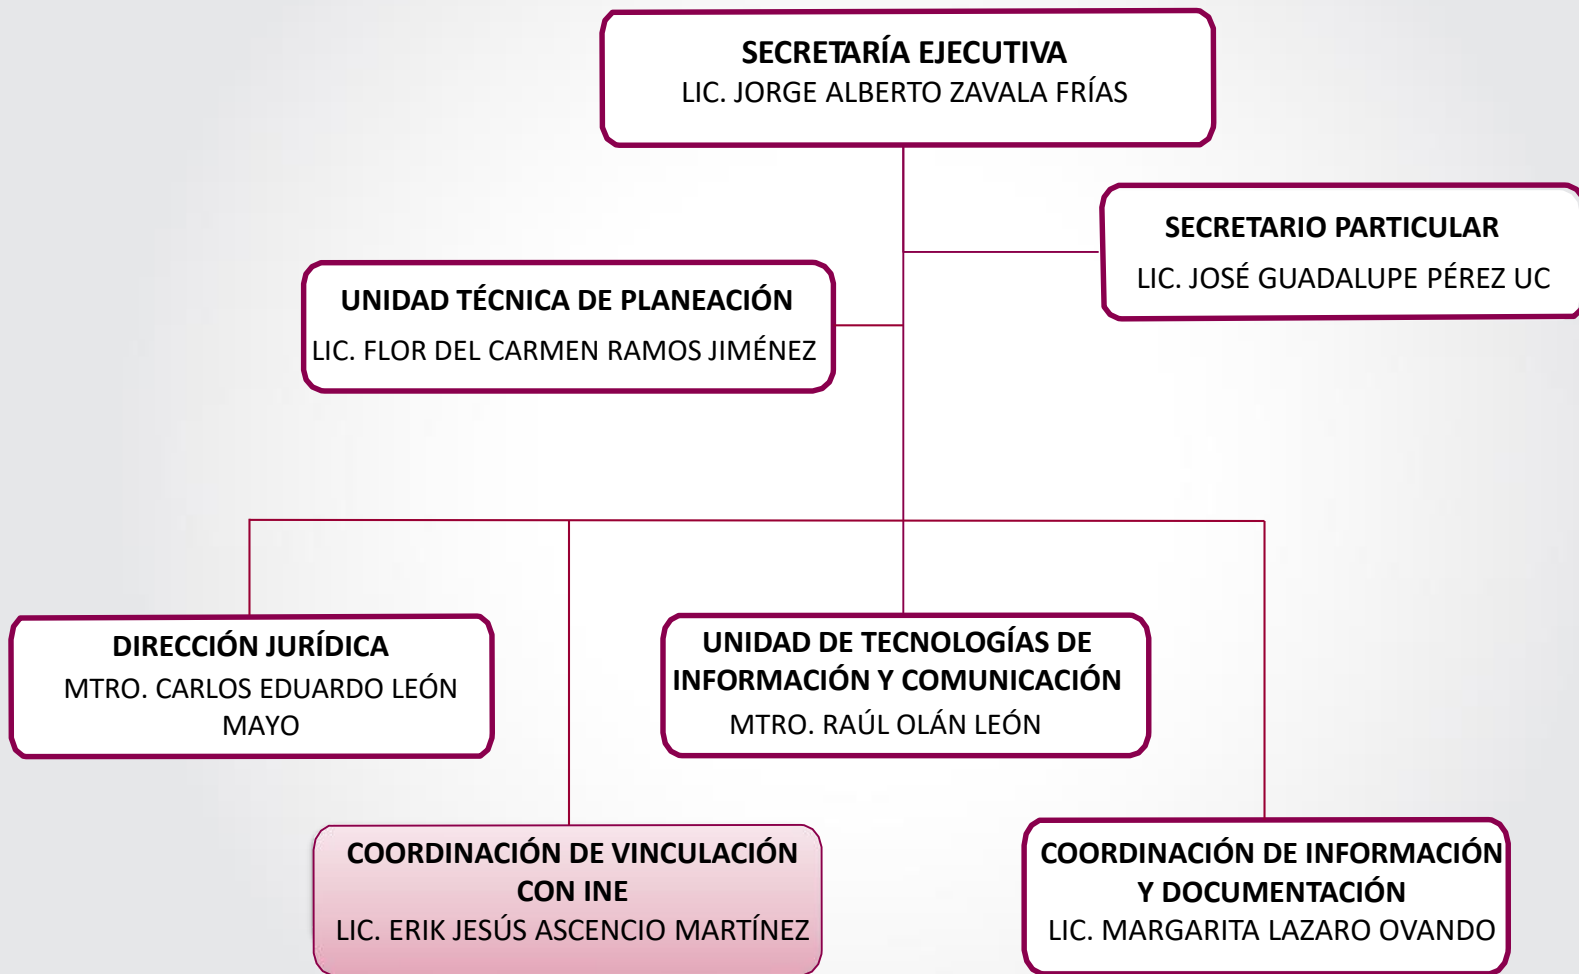 SECRETARÍA EJECUTIVA
LIC. JORGE ALBERTO ZAVALA FRÍAS
SECRETARIO PARTICULAR
LIC. JOSÉ GUADALUPE PÉREZ UC
UNIDAD TÉCNICA DE PLANEACIÓN
LIC. FLOR DEL CARMEN RAMOS JIMÉNEZ
DIRECCIÓN JURÍDICA
MTRO. CARLOS EDUARDO LEÓN
MAYO
UNIDAD DE TECNOLOGÍAS DE
INFORMACIÓN Y COMUNICACIÓN
MTRO. RAÚL OLÁN LEÓN
COORDINACIÓN DE VINCULACIÓN
CON INE
LIC. ERIK JESÚS ASCENCIO MARTÍNEZ
COORDINACIÓN DE INFORMACIÓN
Y DOCUMENTACIÓN
LIC. MARGARITA LAZARO OVANDO